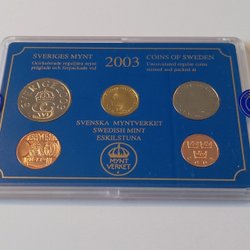 SVERIGES MYNT
Ocirkulerade reguljära mynt
präglade och förpackade vid
2003
COINS OF SWEDEN
Uncirculated regular coins
minted and packed at
SVENSKA MYNTVERKET
SWEDISH MINT
ESKILSTUNA
MYNT
VERKET